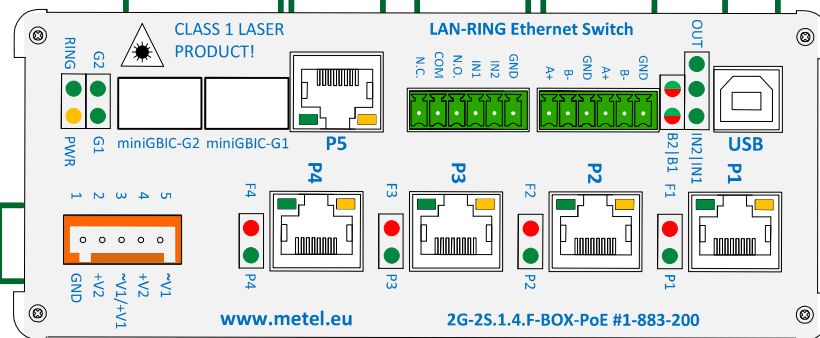 CLASS 1 LASER
PRODUCT!
LAN-RING Ethernet Switch
RING
G2
N.C.
COM
N.O.
IN1
IN2
GND
A+
B-
GND
A+
B-
GND
OUT
PWR
G1
miniGBIC-G2
miniGBIC-G1
P5
B2|B1
IN2|IN1
USB
1
2
3
4
5
F4
P4
F3
P3
F2
P2
F1
P1
GND
+V2
~V1/+V1
+V2
~V1
P4
P3
P2
P1
www.metel.eu
2G-2S.1.4.F-BOX-PoE #1-883-200